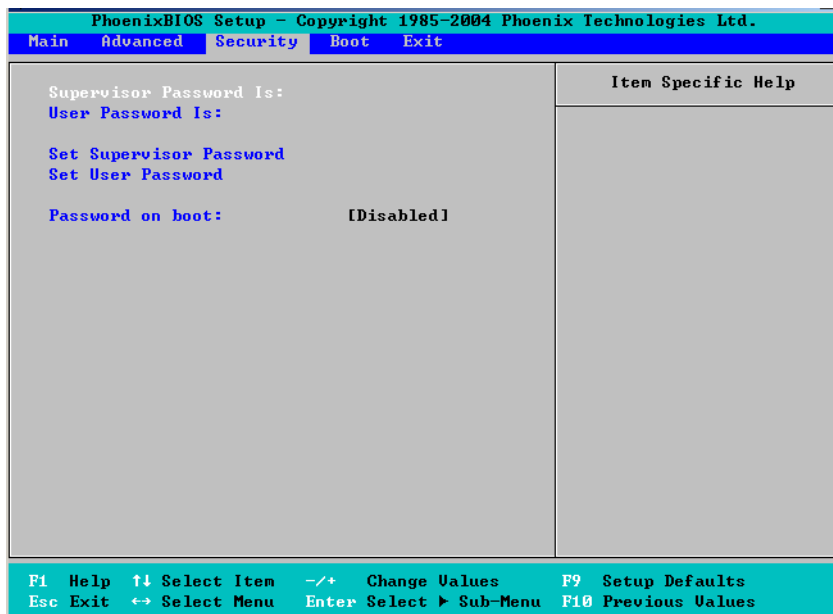 PhoenixBIOS Setup - Copyright 1985-2004 Phoenix Technologies Ltd.
Main Advanced Security Boot Exit
Item Specific Help
Supervisor Password Is:
User Password Is:
Set Supervisor Password
Set User Password
Password on boot: [Disabled]
F1 Help ↑↓ Select Item -/+ Change Values F9 Setup Defaults
Esc Exit ↔ Select Menu Enter Select ▶ Sub-Menu F10 Previous Values